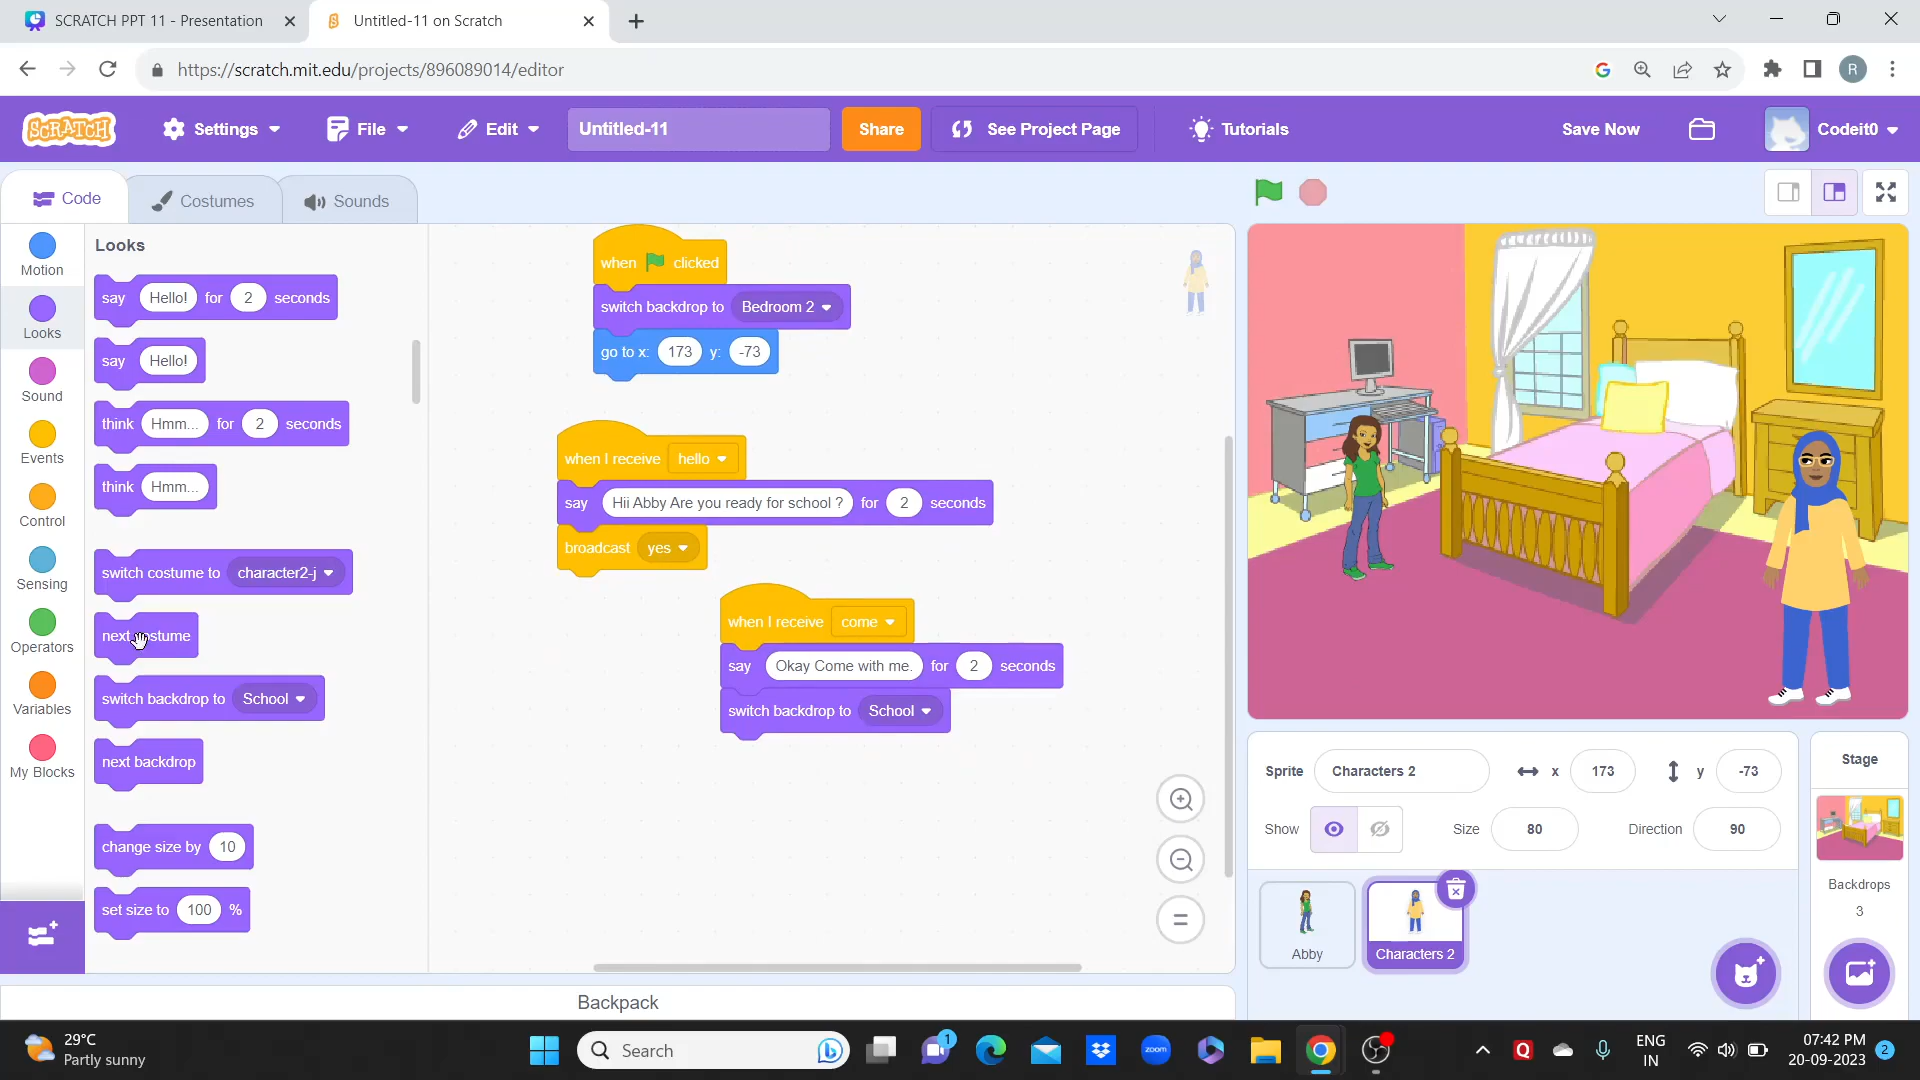 SCRATCH PPT 11 - Presentation
Untitled-11 on Scratch
https://scratch.mit.edu/projects/896089014/editor
R
SCRATCH
Settings
File
Edit
Untitled-11
Share
See Project Page
Tutorials
Save Now
Codeit0
Code
Costumes
Sounds
Motion
Looks
Sound
Events
Control
Sensing
Operators
Variables
My Blocks
Looks
say Hello! for 2 seconds
say Hello!
think Hmm... for 2 seconds
think Hmm...
switch costume to character2-j
next costume
switch backdrop to School
next backdrop
change size by 10
set size to 100 %
when clicked
switch backdrop to Bedroom 2
go to x: 173 y: -73
when I receive hello
say Hii Abby Are you ready for school ? for 2 seconds
broadcast yes
when I receive come
say Okay Come with me. for 2 seconds
switch backdrop to School
Sprite Characters 2 x 173 y -73
Show Size 80 Direction 90
Abby
Characters 2
Stage
Backdrops
3
Backpack
29°C
Partly sunny
Search
1
zoom
Q
ENG
IN
07:42 PM
20-09-2023
2